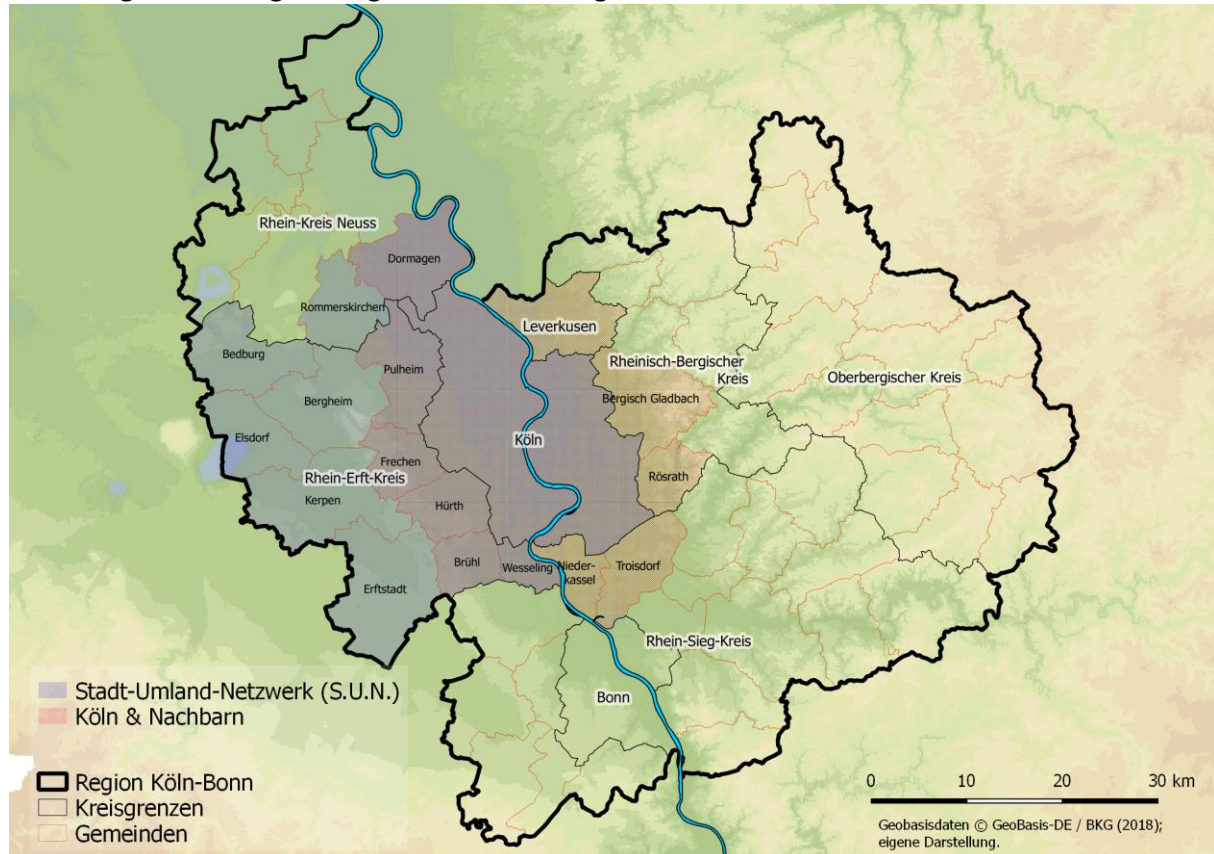 Rhein-Kreis Neuss
Dormagen
Rommerskirchen
Leverkusen
Bedburg
Pulheim
Rheinisch-Bergischer
Kreis
Oberbergischer Kreis
Bergheim
Bergisch Gladbach
Elsdorf
Köln
Frechen
Rhein-Erft-Kreis
Rösrath
Kerpen
Hürth
Brühl
Wesseling
Nieder-
kassel
Troisdorf
Erftstadt
Rhein-Sieg-Kreis
Bonn
Stadt-Umland-Netzwerk (S.U.N.)
Köln & Nachbarn
Region Köln-Bonn
Kreisgrenzen
Gemeinden
0 10 20 30 km
Geobasisdaten © GeoBasis-DE / BKG (2018);
eigene Darstellung.